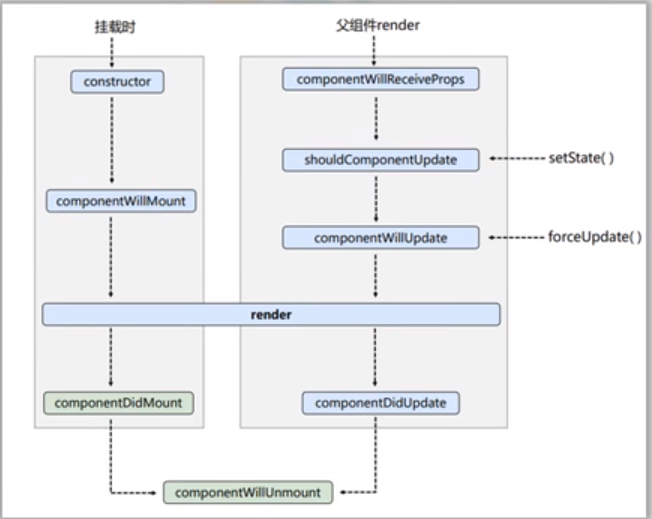 挂载时
父组件render
constructor
componentWillReceiveProps
shouldComponentUpdate
setState( )
componentWillMount
componentWillUpdate
forceUpdate( )
render
componentDidMount
componentDidUpdate
componentWillUnmount